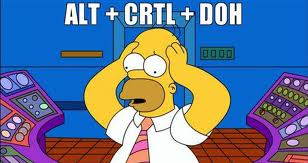 ALT + CRTL + DOH